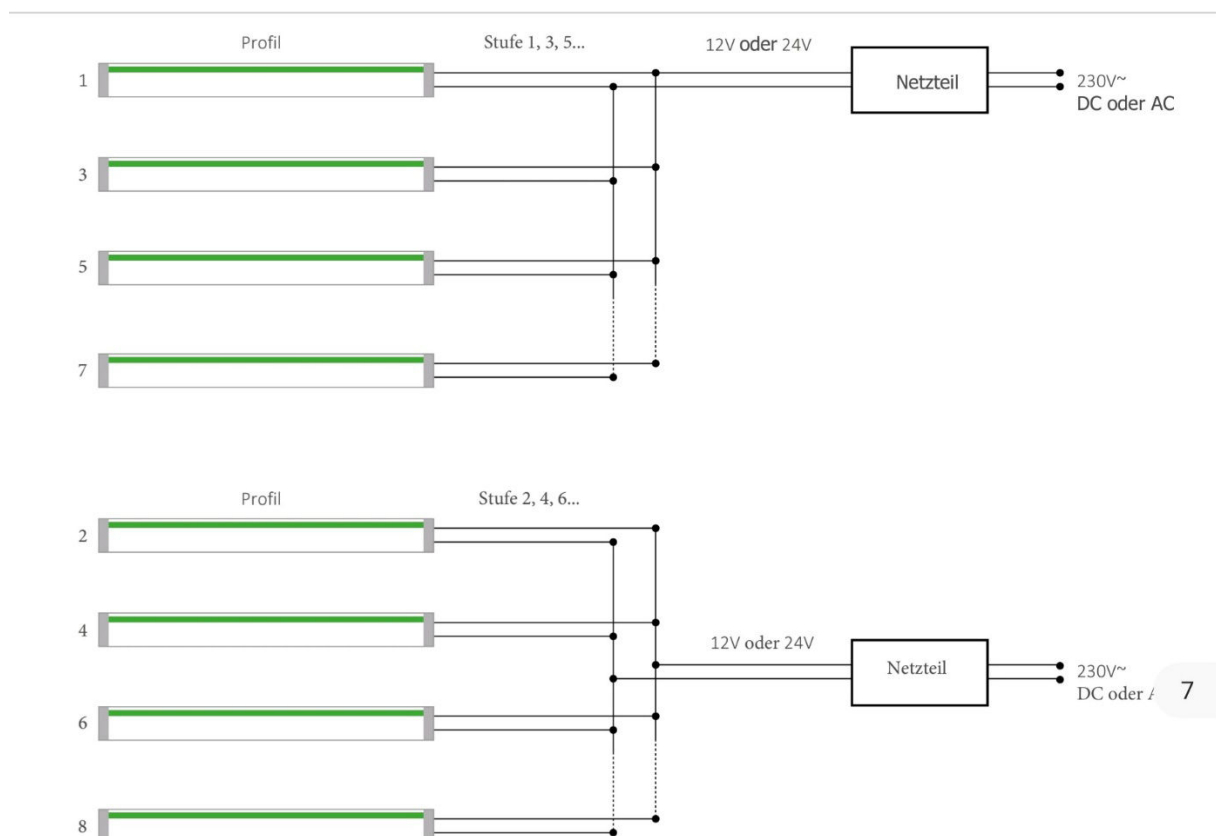 Profil
Stufe 1, 3, 5...
12V oder 24V
1
Netzteil
230V~
DC oder AC
3
5
7
Profil
Stufe 2, 4, 6...
2
4
12V oder 24V
Netzteil
230V~
DC oder
7
6
8